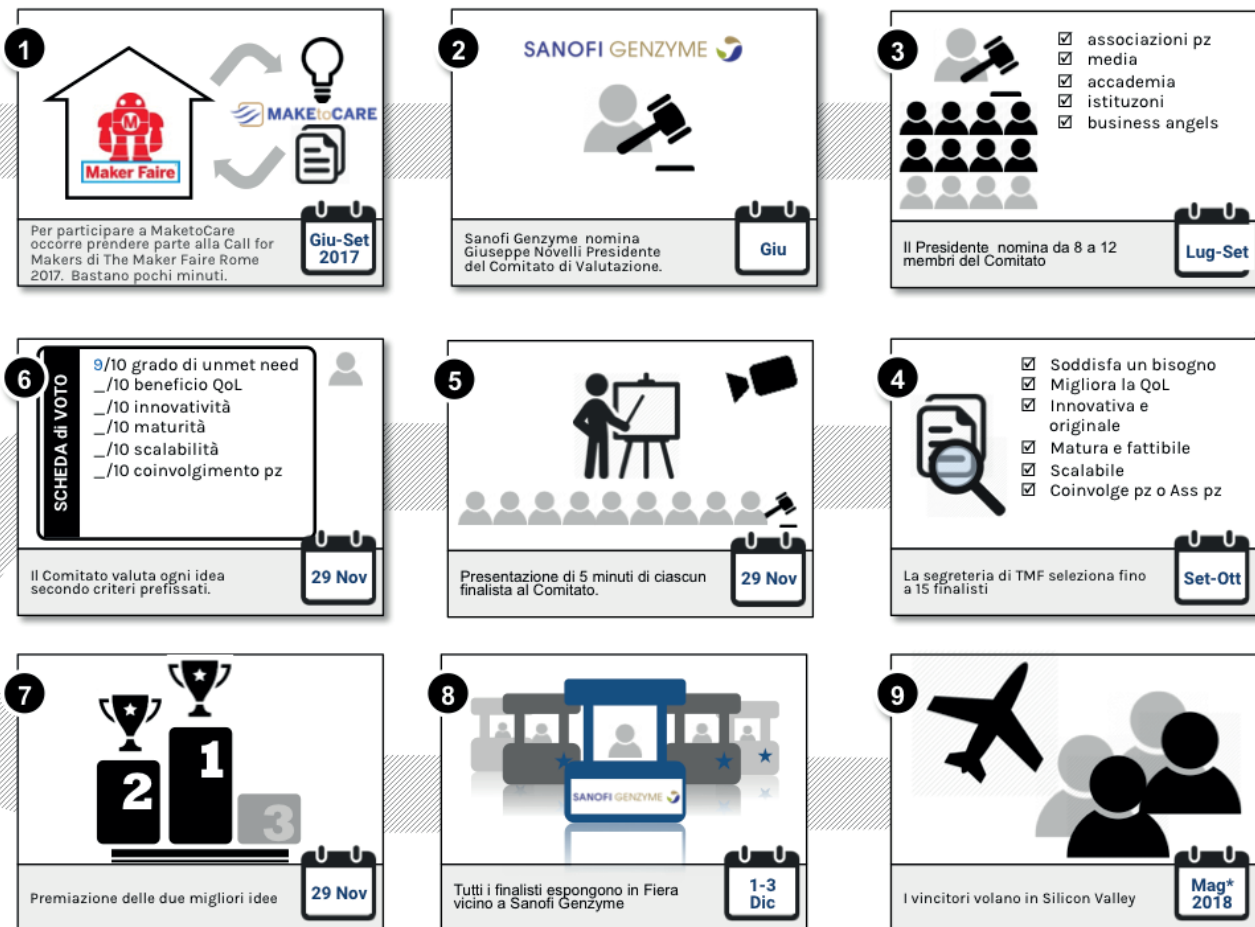 1
M
Maker Faire
MAKEtoCARE
Per participare a MaketoCare
occorre prendere parte alla Call for
Makers di The Maker Faire Rome
2017. Bastano pochi minuti.
Giu-Set
2017
2
SANOFI GENZYME
Sanofi Genzyme nomina
Giuseppe Novelli Presidente
del Comitato di Valutazione.
Giu
3
associazioni pz
media
accademia
istituzoni
business angels
Il Presidente nomina da 8 a 12
membri del Comitato
Lug-Set
6
SCHEDA di VOTO
9/10 grado di unmet need
_/10 beneficio QoL
_/10 innovatività
_/10 maturità
_/10 scalabilità
_/10 coinvolgimento pz
Il Comitato valuta ogni idea
secondo criteri prefissati.
29 Nov
5
Presentazione di 5 minuti di ciascun
finalista al Comitato.
29 Nov
4
Soddisfa un bisogno
Migliora la QoL
Innovativa e
originale
Matura e fattibile
Scalabile
Coinvolge pz o Ass pz
La segreteria di TMF seleziona fino
a 15 finalisti
Set-Ott
7
2
1
3
Premiazione delle due migliori idee
29 Nov
8
SANOFI GENZYME
Tutti i finalisti espongono in Fiera
vicino a Sanofi Genzyme
1-3
Dic
9
I vincitori volano in Silicon Valley
Mag*
2018